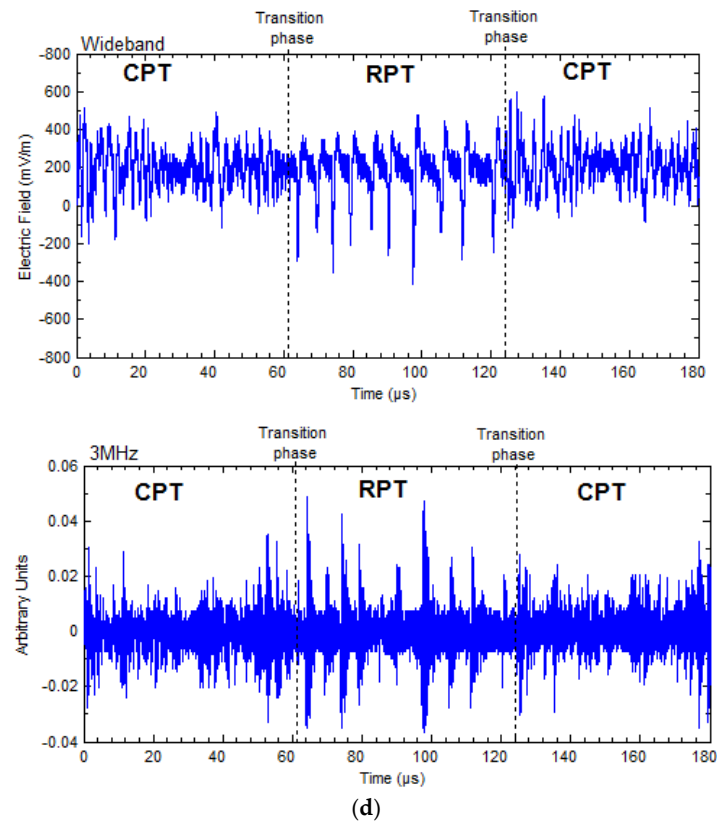 Transition
phase
Transition
phase
Wideband
CPT
RPT
CPT
-800
600
400
200
0
-200
-400
-600
-800
Electric Field (mV/m)
0
20
40
60
80
100
120
140
160
180
Time (µs)
Transition
phase
Transition
phase
3MHz
CPT
RPT
CPT
0.06
0.04
0.02
0
-0.02
-0.04
Arbitrary Units
0
20
40
60
80
100
120
140
160
180
Time (µs)
(d)